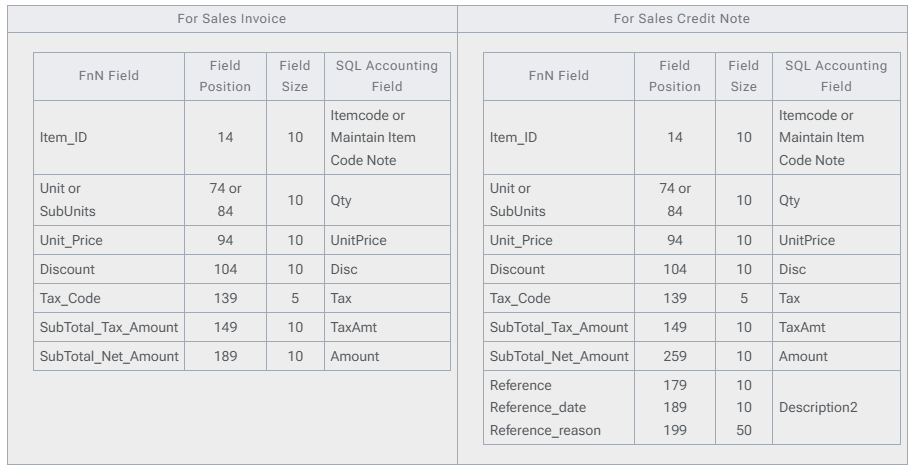 For Sales Invoice
FnN Field
Field
Position
Field
Size
SQL Accounting
Field
Item_ID
14
10
Itemcode or
Maintain Item
Code Note
Unit or
SubUnits
74 or
84
10
Qty
Unit_Price
94
10
UnitPrice
Discount
104
10
Disc
Tax_Code
139
5
Tax
SubTotal_Tax_Amount
149
10
TaxAmt
SubTotal_Net_Amount
189
10
Amount
For Sales Credit Note
FnN Field
Field
Position
Field
Size
SQL Accounting
Field
Item_ID
14
10
Itemcode or
Maintain Item
Code Note
Unit or
SubUnits
74 or
84
10
Qty
Unit_Price
94
10
UnitPrice
Discount
104
10
Disc
Tax_Code
139
5
Tax
SubTotal_Tax_Amount
149
10
TaxAmt
SubTotal_Net_Amount
259
10
Amount
Reference
Reference_date
Reference_reason
179
189
199
10
10
50
Description2